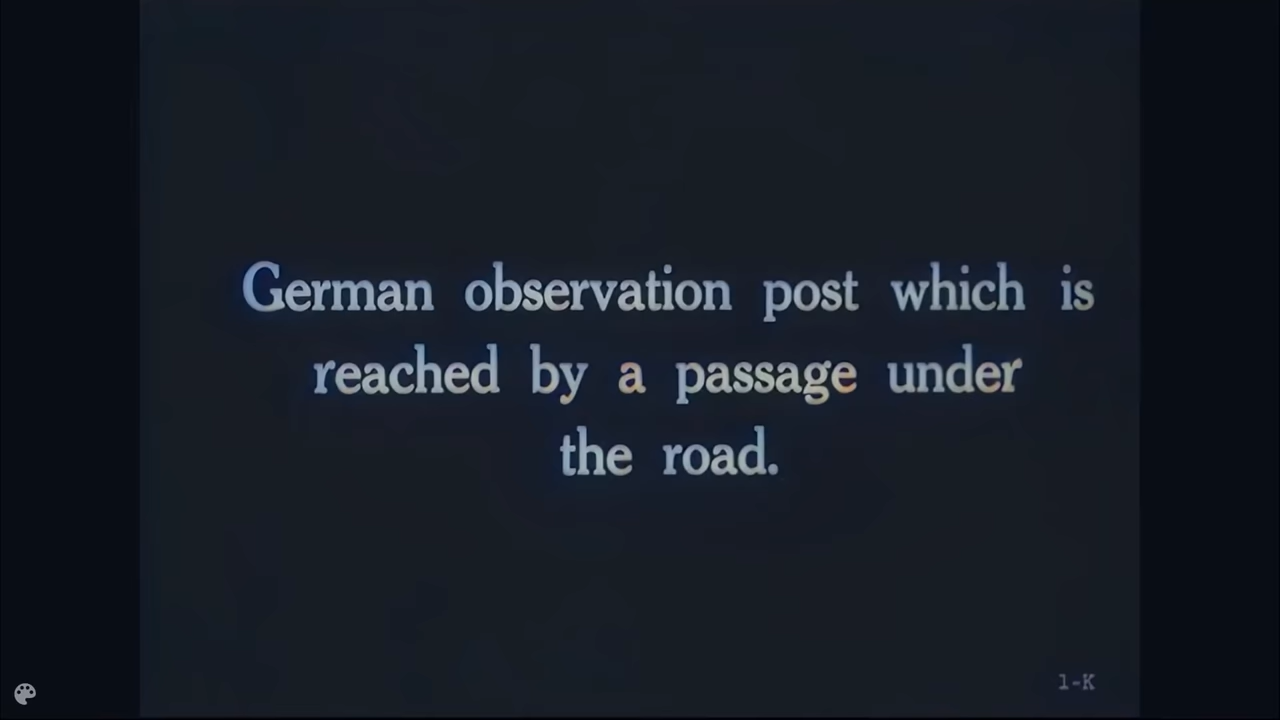 German observation post which is
reached by a passage under
the road.
1-K